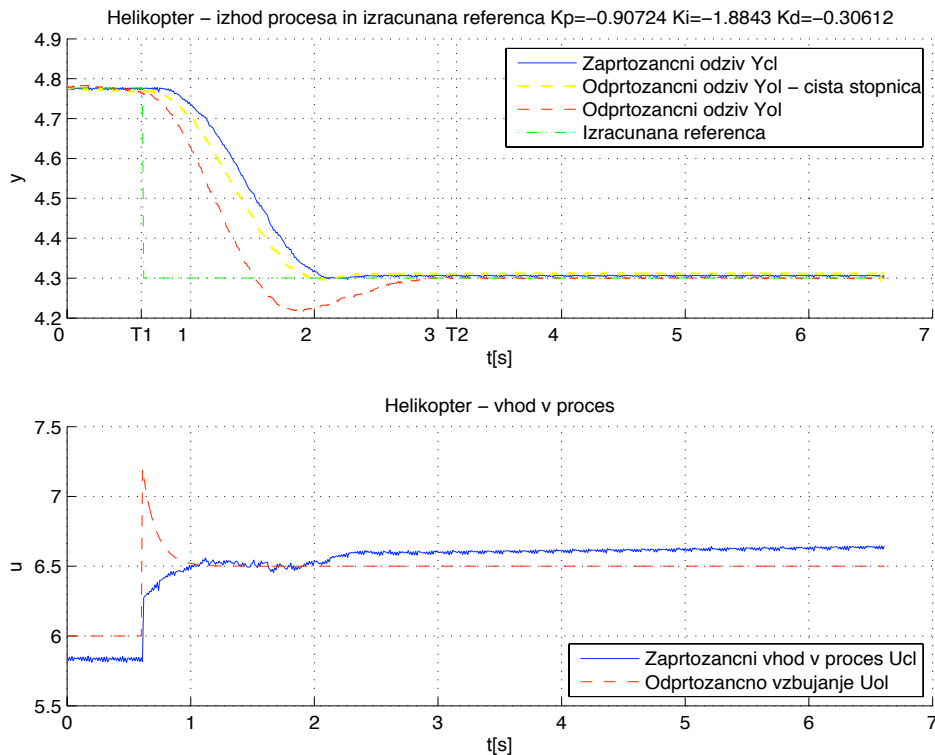 Helikopter − izhod procesa in izracunana referenca Kp=−0.90724 Ki=−1.8843 Kd=−0.30612
4.9
4.8
4.7
4.6
4.5
4.4
4.3
4.2
y
Zaprtozancni odziv Ycl
Odprtozancni odziv Yol − cista stopnica
Odprtozancni odziv Yol
Izracunana referenca
0 T1 1 2 3 T2 4 5 6 7
t[s]
Helikopter − vhod v proces
7.5
7
6.5
6
5.5
u
Zaprtozancni vhod v proces Ucl
Odprtozancno vzbujanje Uol
0 1 2 3 4 5 6 7
t[s]